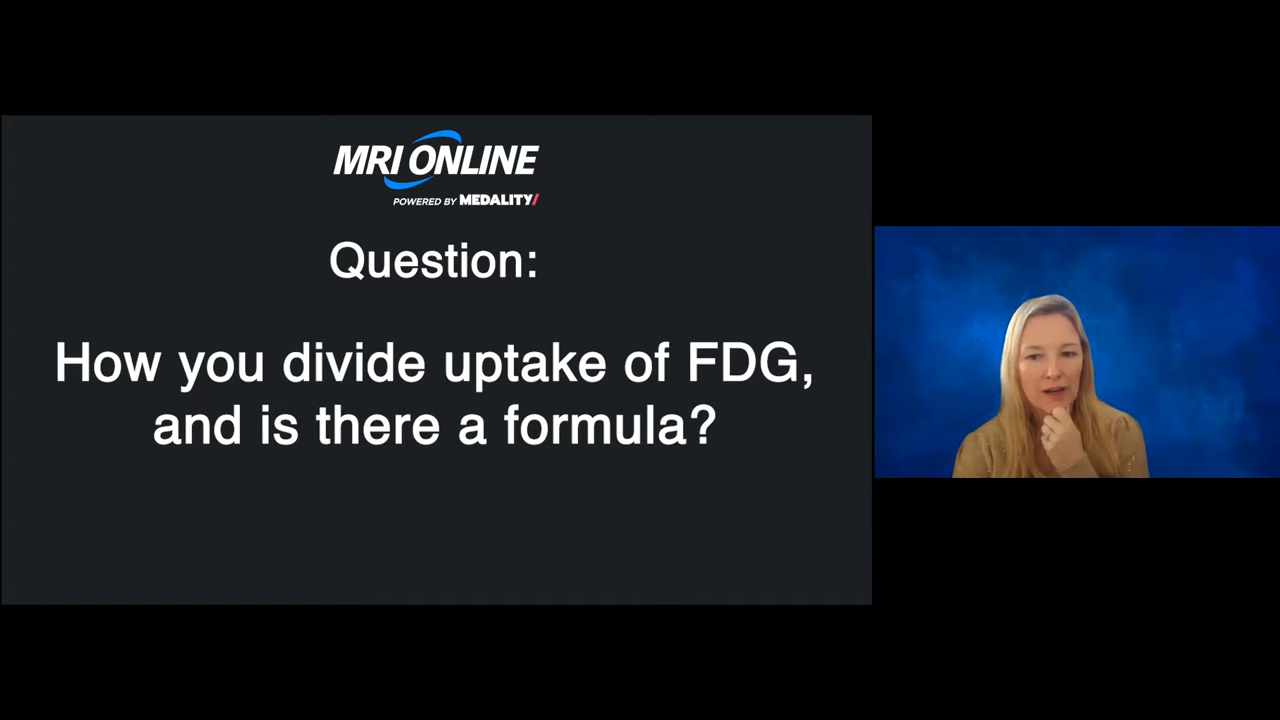 MRI ONLINE
POWERED BY MEDALITY/
Question:
How you divide uptake of FDG,
and is there a formula?